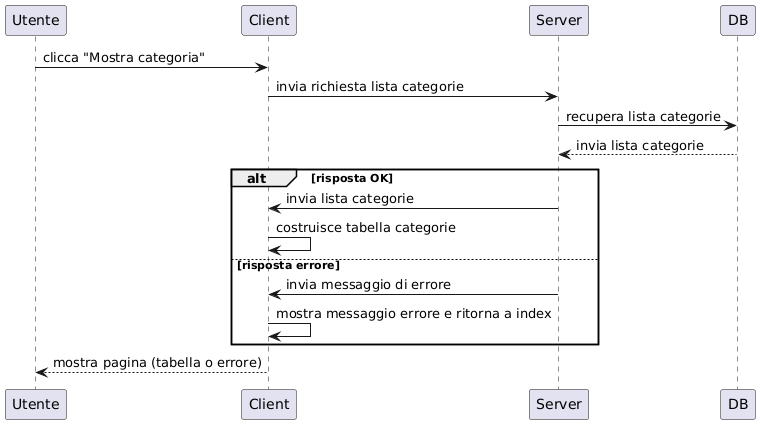 Utente Client Server DB
clicca "Mostra categoria"
invia richiesta lista categorie
recupera lista categorie
invia lista categorie
alt [risposta OK]
invia lista categorie
costruisce tabella categorie
[risposta errore]
invia messaggio di errore
mostra messaggio errore e ritorna a index
mostra pagina (tabella o errore)
Utente Client Server DB